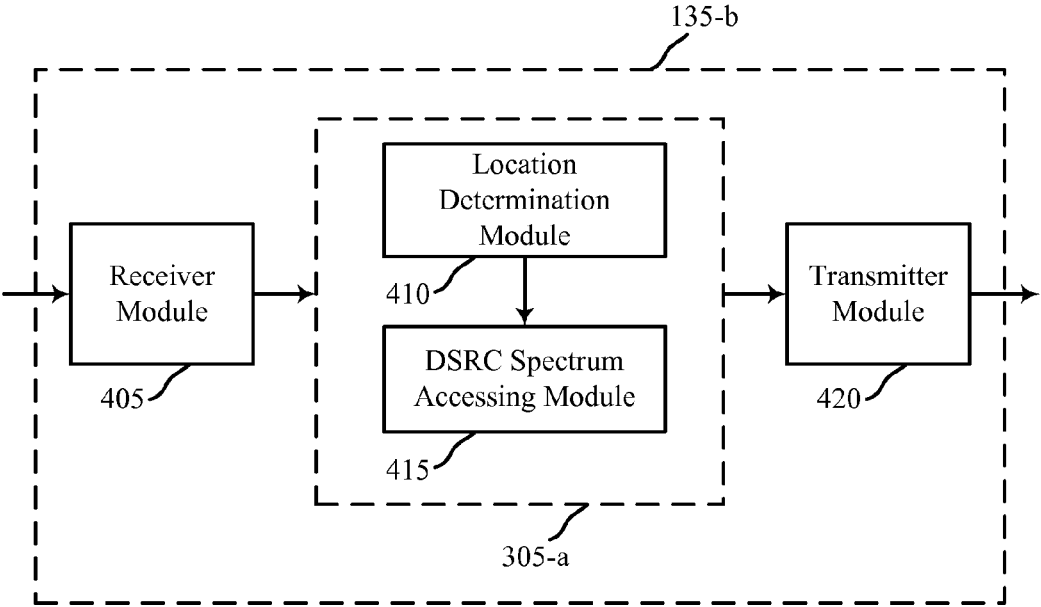 135-b
Location
Determination
Module
Receiver
Module
405
410
DSRC Spectrum
Accessing Module
415
Transmitter
Module
420
305-a